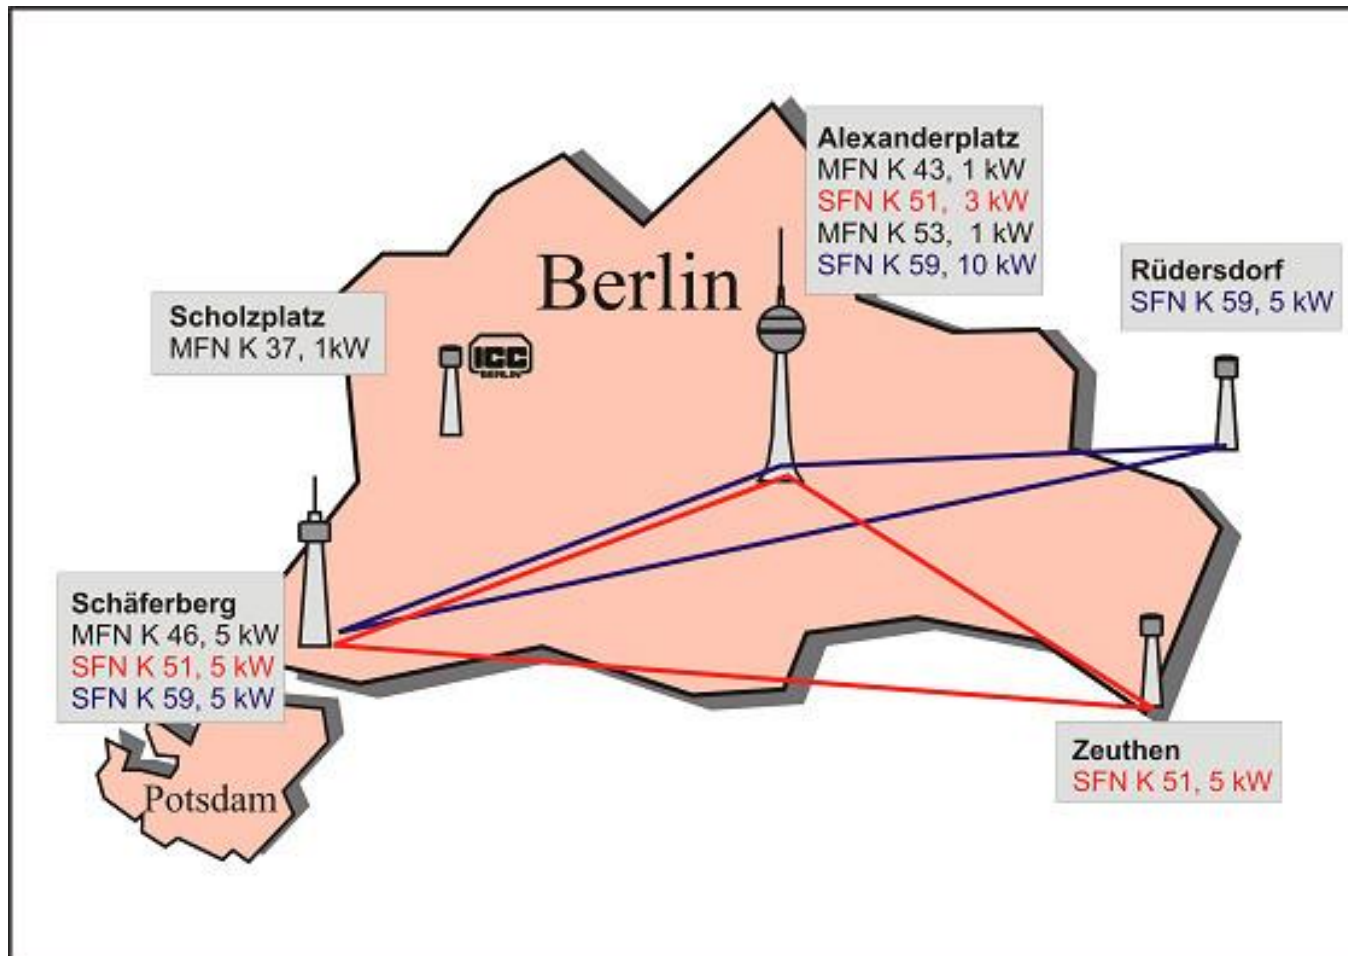 Alexanderplatz
MFN K 43, 1 kW
SFN K 51, 3 kW
MFN K 53, 1 kW
SFN K 59, 10 kW
Berlin
Rüdersdorf
SFN K 59, 5 kW
Scholzplatz
MFN K 37, 1kW
ICC
BERLIN
Schäferberg
MFN K 46, 5 kW
SFN K 51, 5 kW
SFN K 59, 5 kW
Zeuthen
SFN K 51, 5 kW
Potsdam